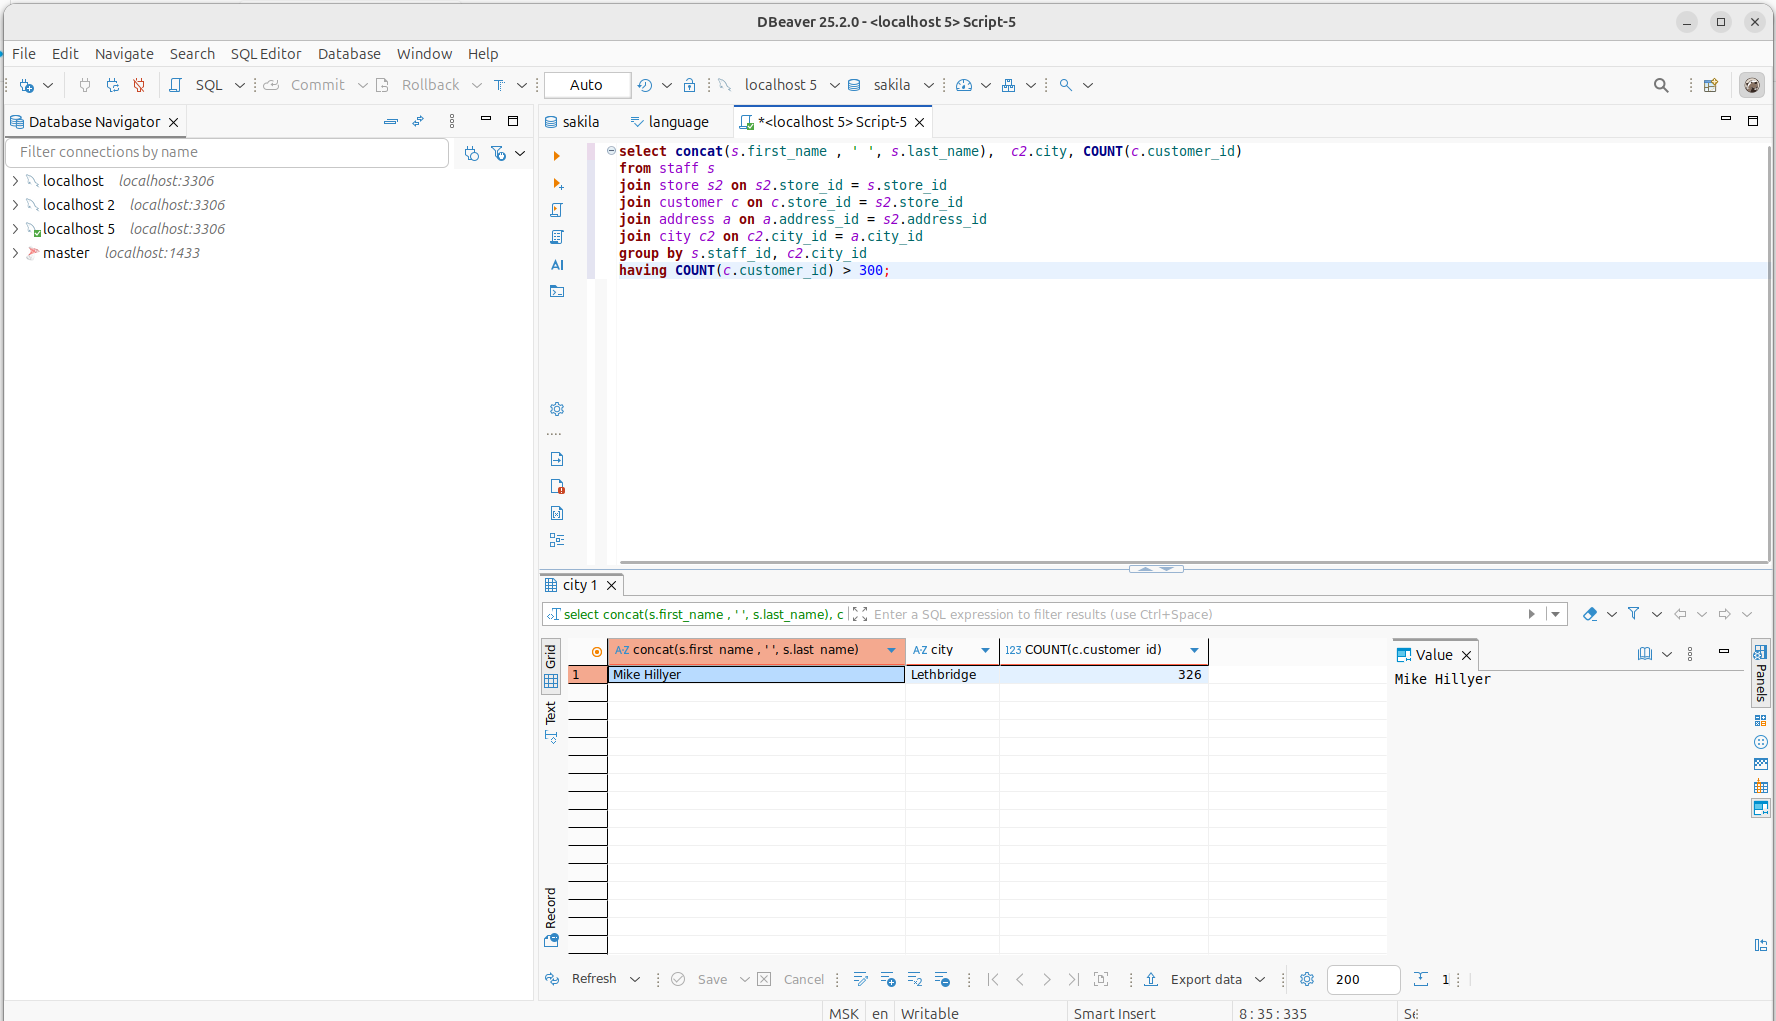 DBeaver 25.2.0 - <localhost 5> Script-5
File Edit Navigate Search SQL Editor Database Window Help
SQL Commit Rollback Auto localhost 5 sakila
Database Navigator
Filter connections by name
localhost localhost:3306
localhost 2 localhost:3306
localhost 5 localhost:3306
master localhost:1433
sakila language *<localhost 5> Script-5
select concat(s.first_name , ' ', s.last_name),  c2.city, COUNT(c.customer_id)
from staff s
join store s2 on s2.store_id = s.store_id
join customer c on c.store_id = s2.store_id
join address a on a.address_id = s2.address_id
join city c2 on c2.city_id = a.city_id
group by s.staff_id, c2.city_id
having COUNT(c.customer_id) > 300;
AI
city 1
select concat(s.first_name , ' ', s.last_name), c Enter a SQL expression to filter results (use Ctrl+Space)
Grid
Text
Record
A-Z concat(s.first_name , ' ', s.last_name) A-Z city 123 COUNT(c.customer_id)
1 Mike Hillyer Lethbridge 326
Value
Mike Hillyer
Panels
Refresh Save Cancel Export data 200 1
MSK en Writable Smart Insert 8 : 35 : 335